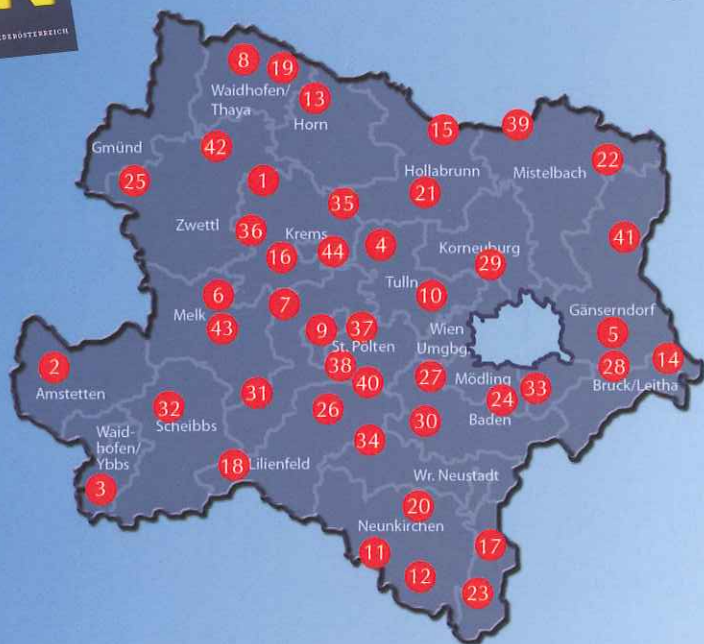 EDERÖSTERREICH
8
19
Waidhofen/
Thaya
13
Horn
15
39
Gmünd
42
Hollabrunn
Mistelbach
22
25
1
21
35
Zwettl
36
Krems
4
41
16
44
Korneuburg
29
6
7
Tulln
10
Melk
43
9
37
Gänserndorf
St. Pölten
Wien
Umgbg.
5
2
38
27
Mödling
28
14
Amstetten
40
33
Bruck/Leitha
31
24
32
26
30
Baden
Scheibbs
Waid-
hofen/
Ybbs
34
18
Lilienfeld
Wr. Neustadt
3
20
Neunkirchen
11
17
12
23